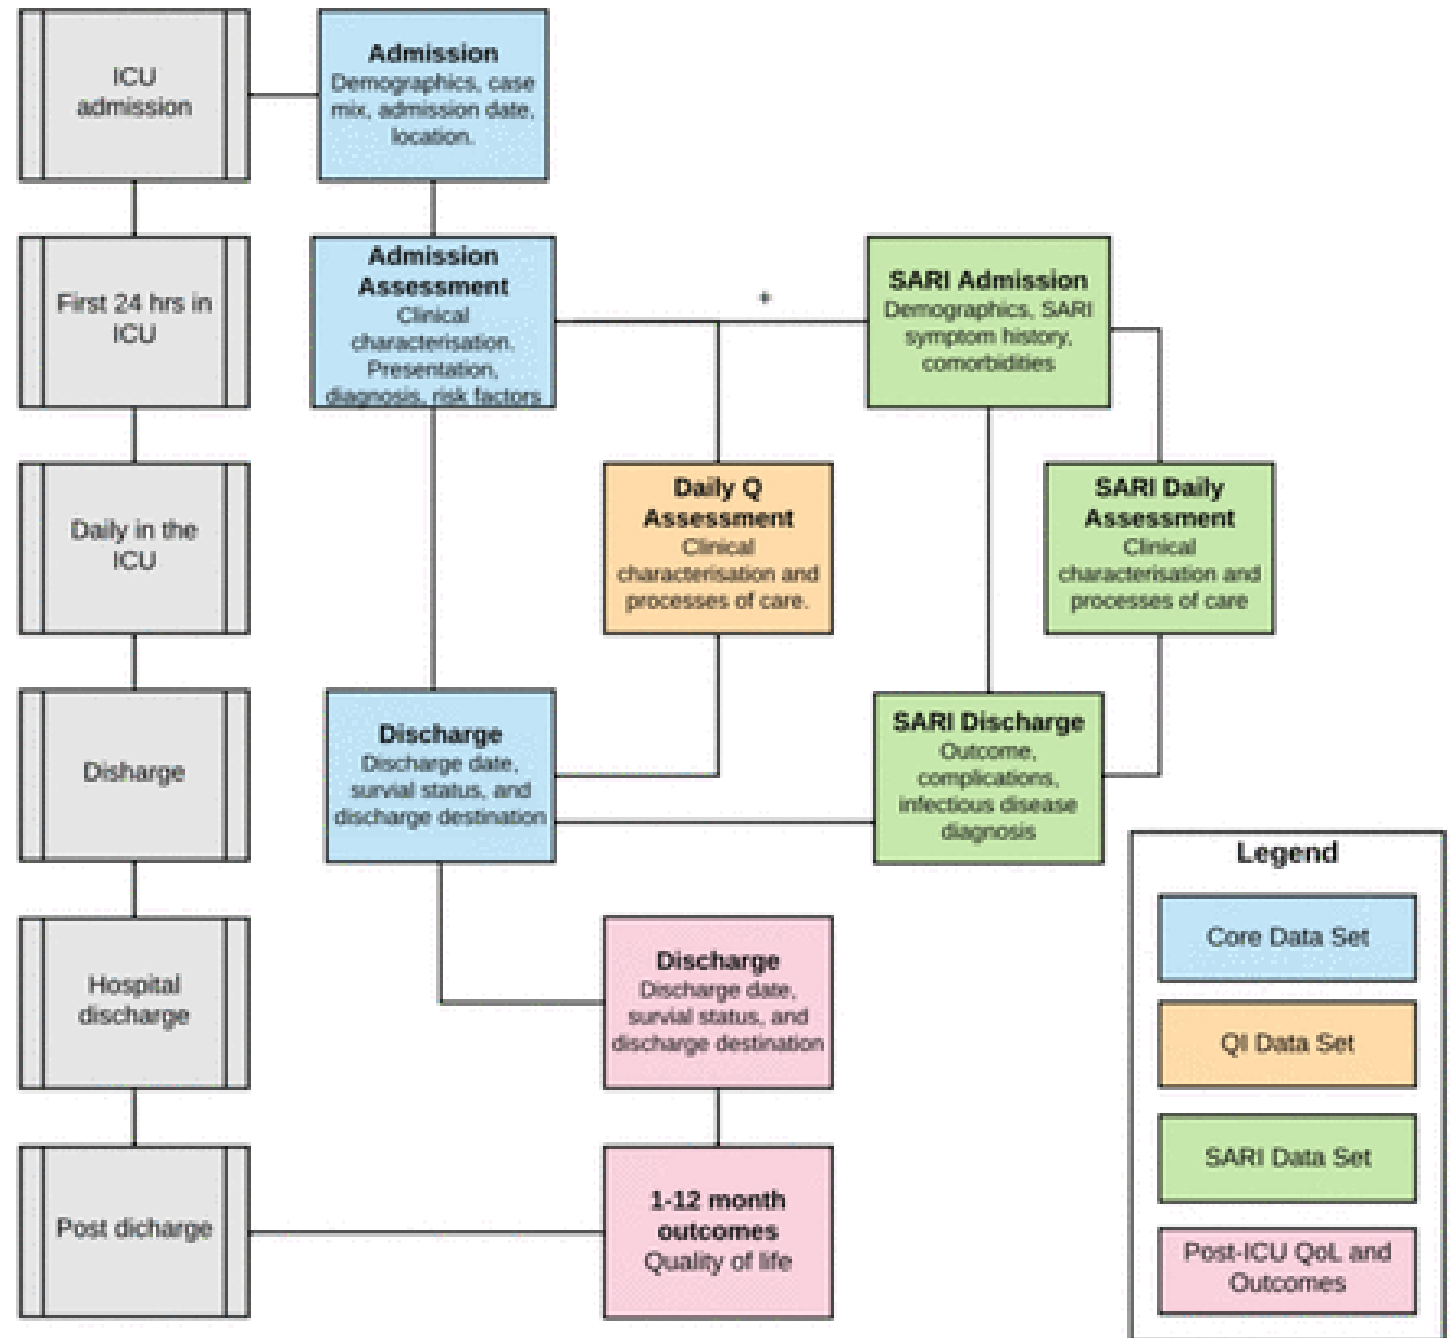 ICU
admission
Admission
Demographics, case
mix, admission date,
location.
First 24 hrs in
ICU
Admission
Assessment
Clinical
characterisation.
Presentation,
diagnosis, risk factors
*
SARI Admission
Demographics, SARI
symptom history,
comorbidities
Daily in the
ICU
Daily Q
Assessment
Clinical
characterisation and
processes of care.
SARI Daily
Assessment
Clinical
characterisation and
processes of care
Disharge
Discharge
Discharge date,
survial status, and
discharge destination
SARI Discharge
Outcome,
complications,
infectious disease
diagnosis
Hospital
discharge
Discharge
Discharge date,
survial status, and
discharge destination
Post dicharge
1-12 month
outcomes
Quality of life
Legend
Core Data Set
QI Data Set
SARI Data Set
Post-ICU QoL and
Outcomes